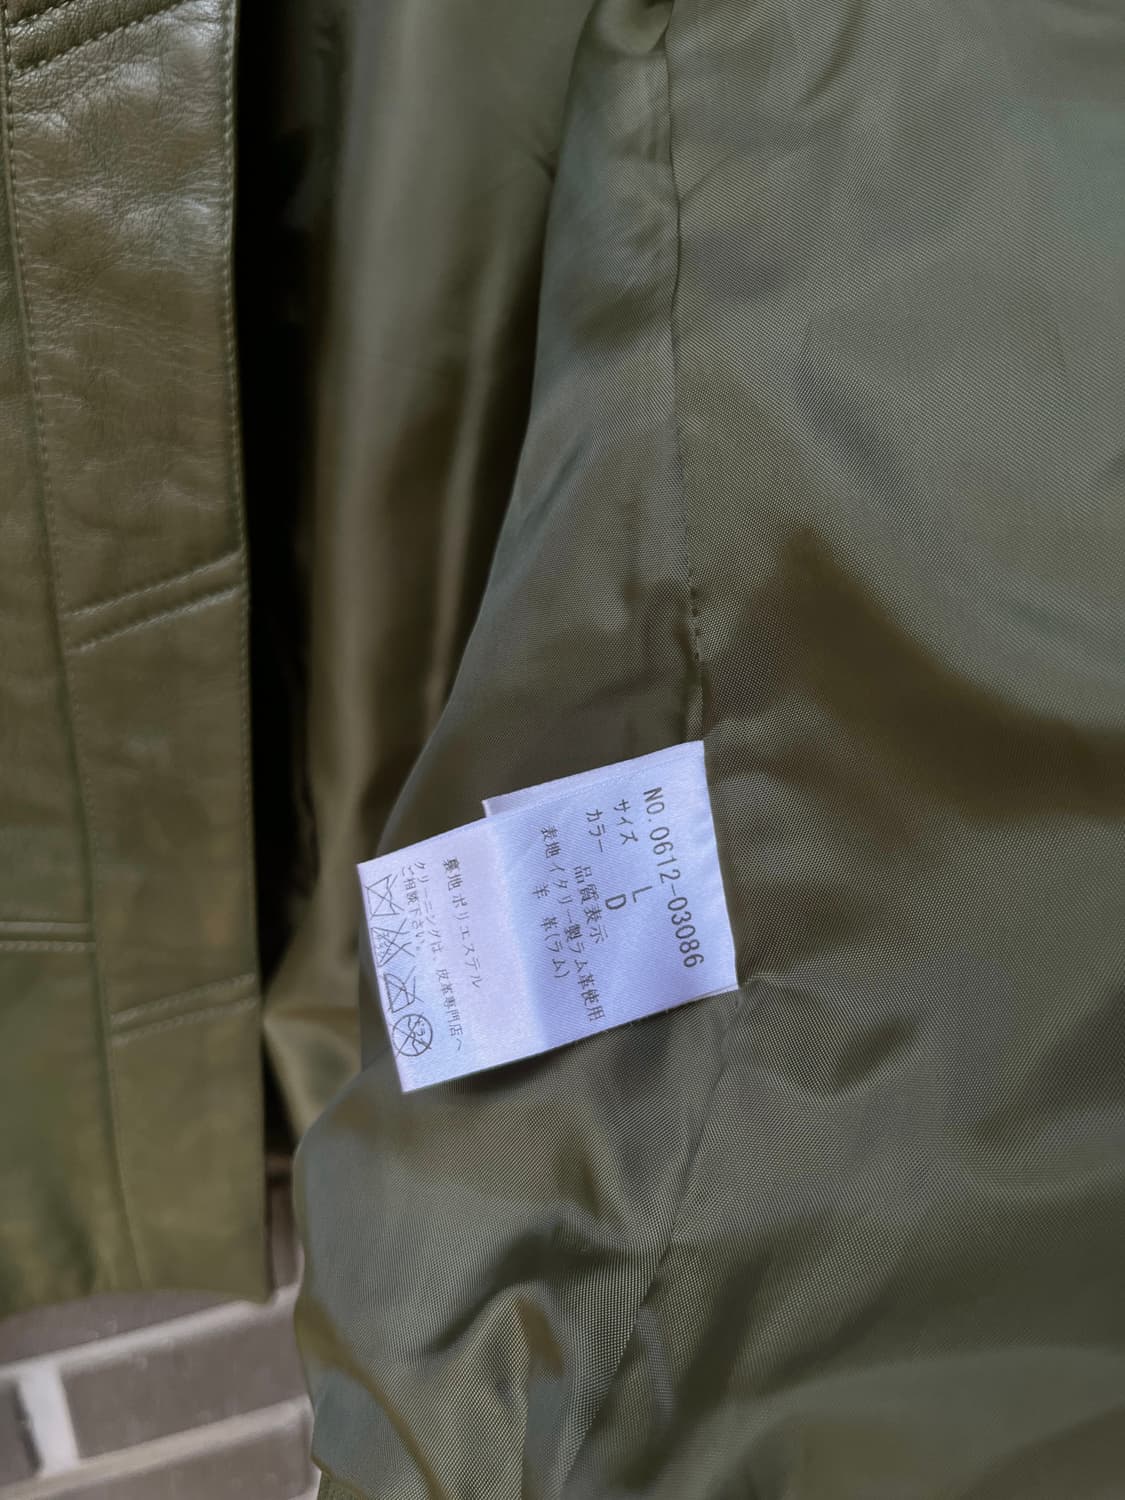 NO.0612-03086
サイズ L
カラー D
品質表示
表地 イタリー製ラム革使用
羊 革(ラム)
裏地 ポリエステル
クリーニングは、皮革専門店へ
ご相談下さい。